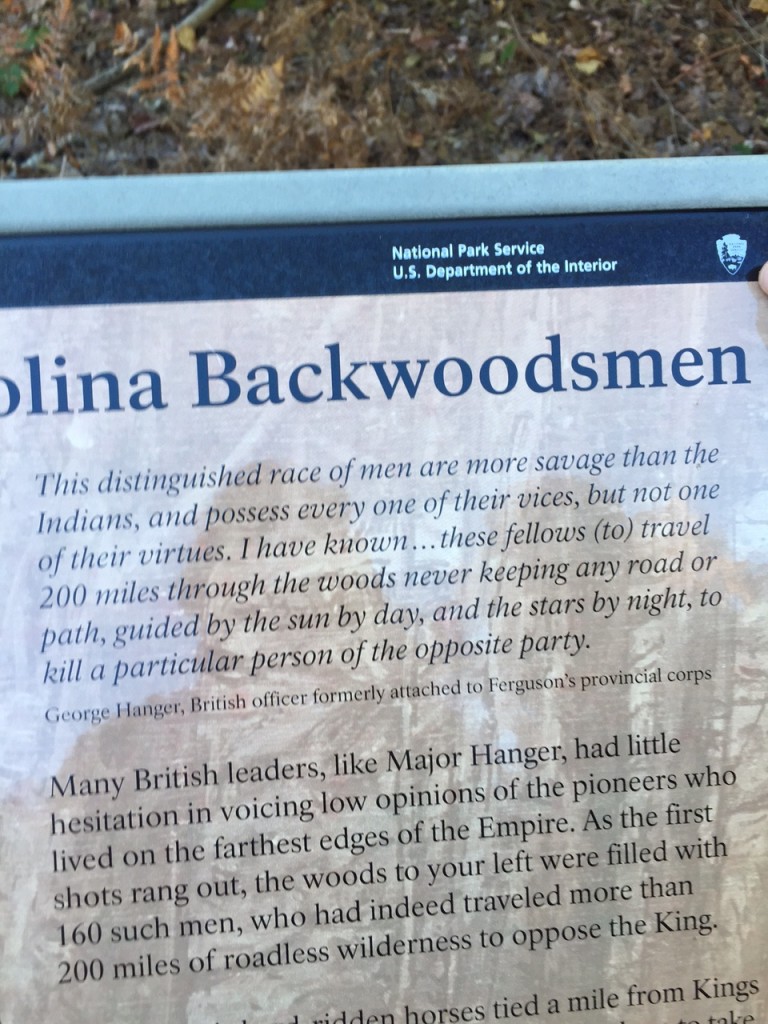 National Park Service
U.S. Department of the Interior
olina Backwoodsmen
This distinguished race of men are more savage than the
Indians, and possess every one of their vices, but not one
of their virtues. I have known...these fellows (to) travel
200 miles through the woods never keeping any road or
path, guided by the sun by day, and the stars by night, to
kill a particular person of the opposite party.
George Hanger, British officer formerly attached to Ferguson's provincial corps
Many British leaders, like Major Hanger, had little
hesitation in voicing low opinions of the pioneers who
lived on the farthest edges of the Empire. As the first
shots rang out, the woods to your left were filled with
160 such men, who had indeed traveled more than
200 miles of roadless wilderness to oppose the King.
ridden horses tied a mile from Kings
to take